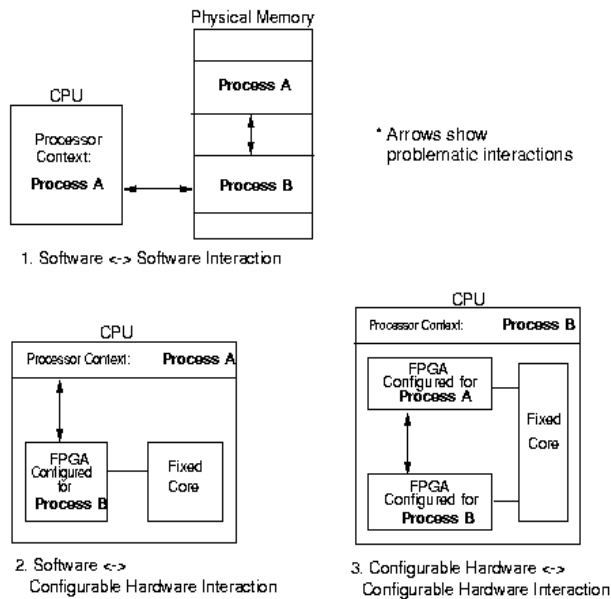 Physical Memory
Process A
CPU
Processor
Context:
Process A
Process B
* Arrows show
problematic interactions
1. Software <-> Software Interaction
CPU
Processor Context: Process A
FPGA
Configured
for
Process B
Fixed
Core
2. Software <->
Configurable Hardware Interaction
CPU
Processor Context: Process B
FPGA
Configured for
Process A
Fixed
Core
FPGA
Configured for
Process B
3. Configurable Hardware <->
Configurable Hardware Interaction